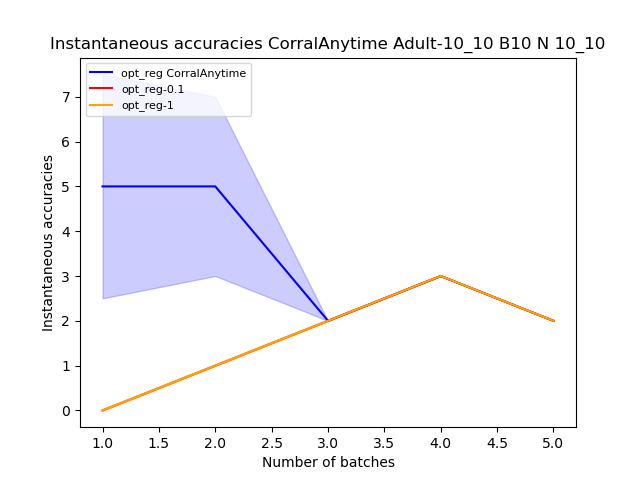 Instantaneous accuracies CorralAnytime Adult-10_10 B10 N 10_10
opt_reg CorralAnytime
opt_reg-0.1
opt_reg-1
Instantaneous accuracies
7
6
5
4
3
2
1
0
1.0 1.5 2.0 2.5 3.0 3.5 4.0 4.5 5.0
Number of batches